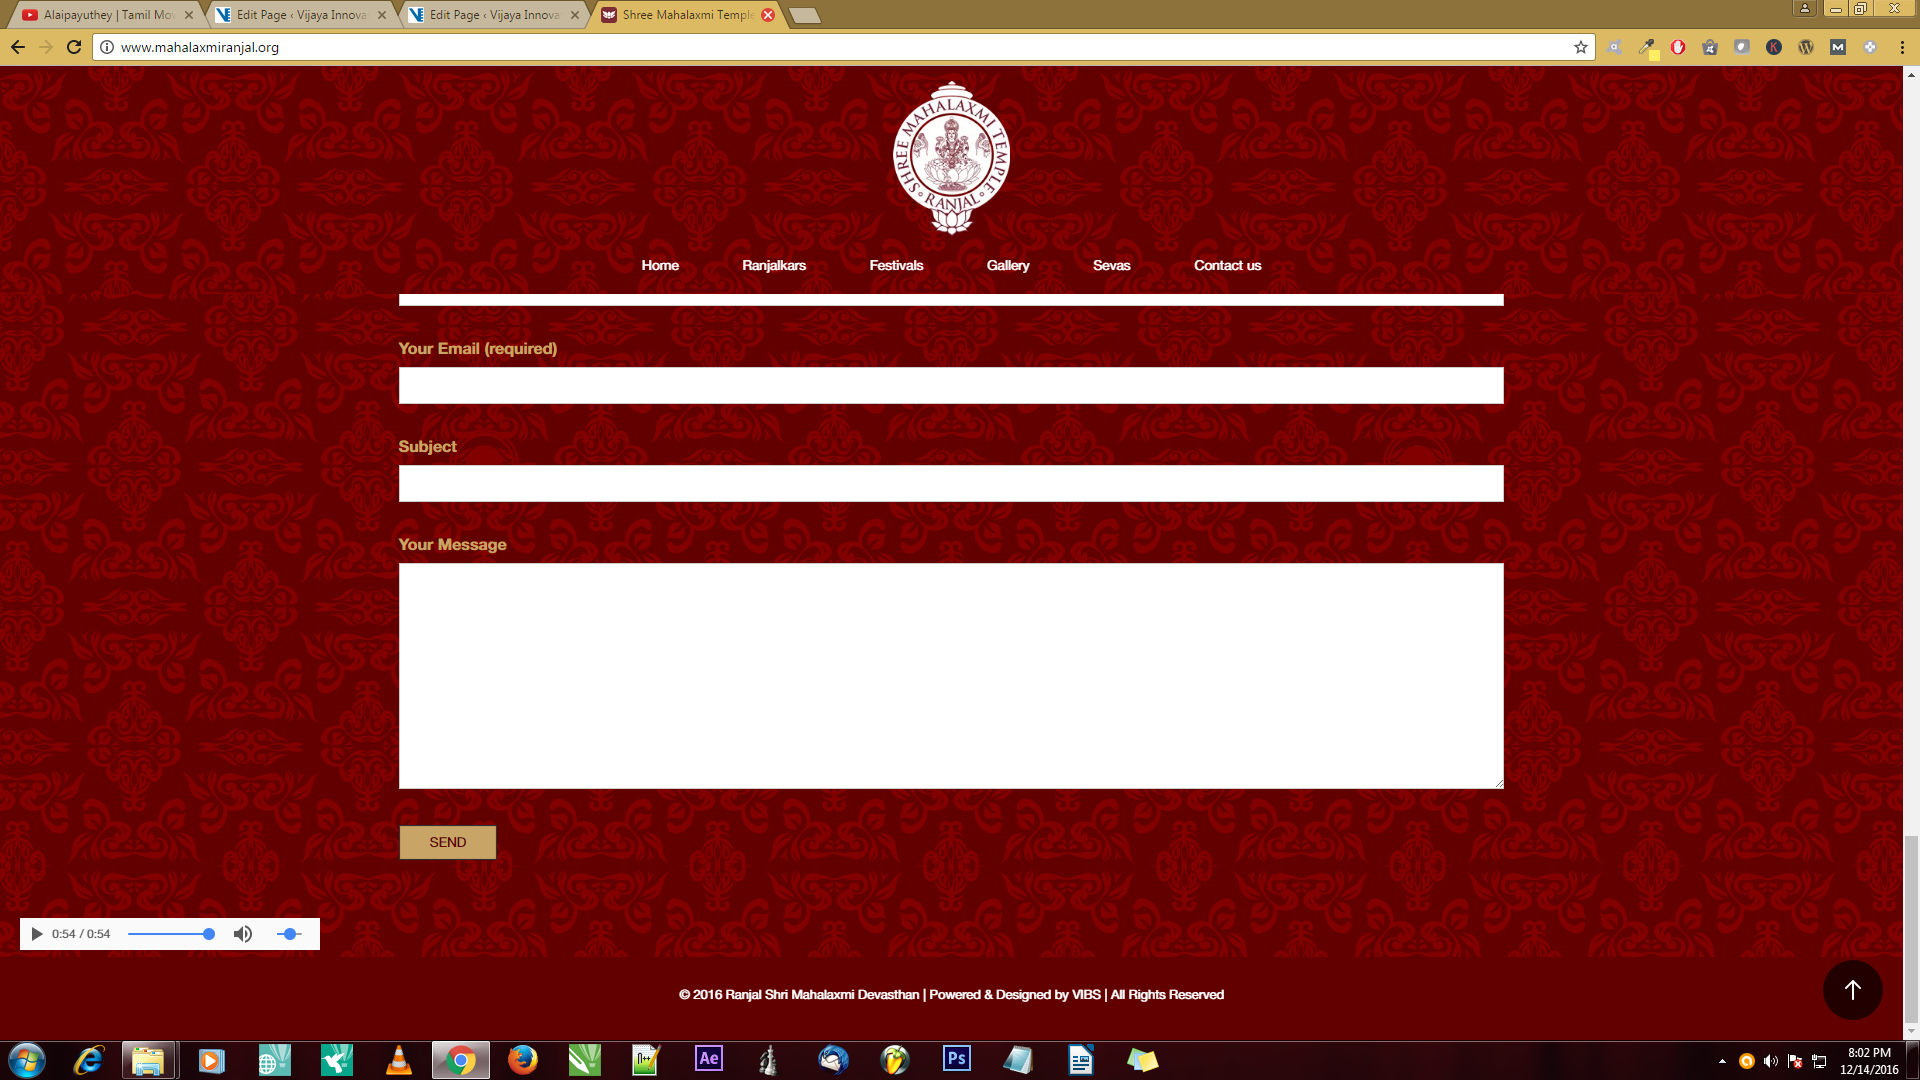 Alaipayuthey | Tamil Mov
Edit Page ‹ Vijaya Innova
Edit Page ‹ Vijaya Innova
Shree Mahalaxmi Temple
www.mahalaxmiranjal.org
SHREE MAHALAXMI TEMPLE
RANJAL
Home Ranjalkars Festivals Gallery Sevas Contact us
Your Email (required)
Subject
Your Message
SEND
0:54 / 0:54
© 2016 Ranjal Shri Mahalaxmi Devasthan | Powered & Designed by VIBS | All Rights Reserved
Ae
Ps
8:02 PM
12/14/2016